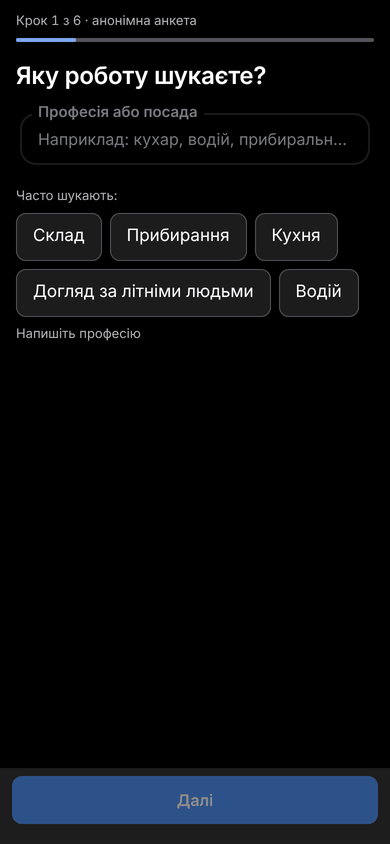 Крок 1 з 6 · анонімна анкета
Яку роботу шукаєте?
Професія або посада
Наприклад: кухар, водій, прибиральн...
Часто шукають:
Склад
Прибирання
Кухня
Догляд за літніми людьми
Водій
Напишіть професію
Далі